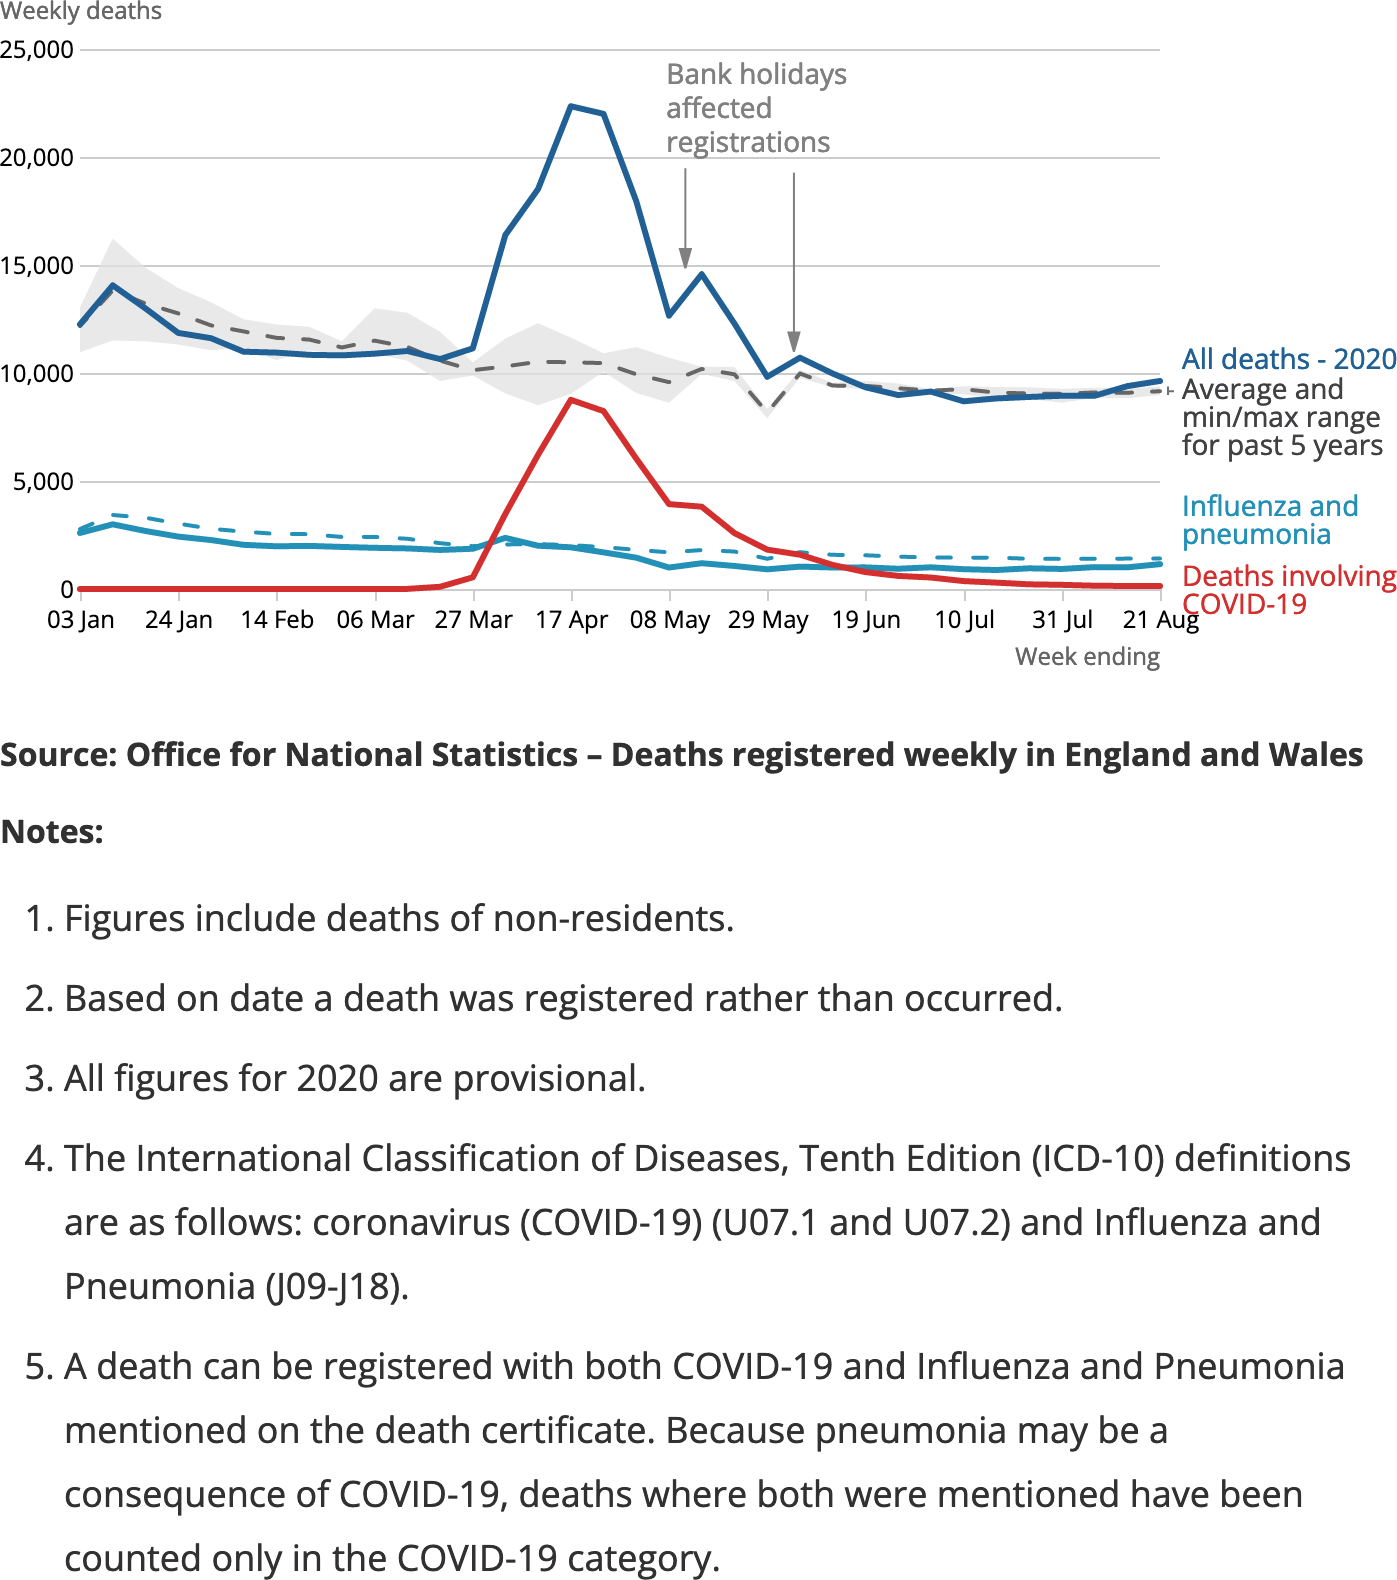 Weekly deaths
25,000
Bank holidays
affected
registrations
20,000
15,000
10,000
5,000
0
All deaths - 2020
Average and
min/max range
for past 5 years
Influenza and
pneumonia
Deaths involving
COVID-19
03 Jan 24 Jan 14 Feb 06 Mar 27 Mar 17 Apr 08 May 29 May 19 Jun 10 Jul 31 Jul 21 Aug
Week ending
Source: Office for National Statistics – Deaths registered weekly in England and Wales
Notes:
1. Figures include deaths of non-residents.
2. Based on date a death was registered rather than occurred.
3. All figures for 2020 are provisional.
4. The International Classification of Diseases, Tenth Edition (ICD-10) definitions
are as follows: coronavirus (COVID-19) (U07.1 and U07.2) and Influenza and
Pneumonia (J09-J18).
5. A death can be registered with both COVID-19 and Influenza and Pneumonia
mentioned on the death certificate. Because pneumonia may be a
consequence of COVID-19, deaths where both were mentioned have been
counted only in the COVID-19 category.